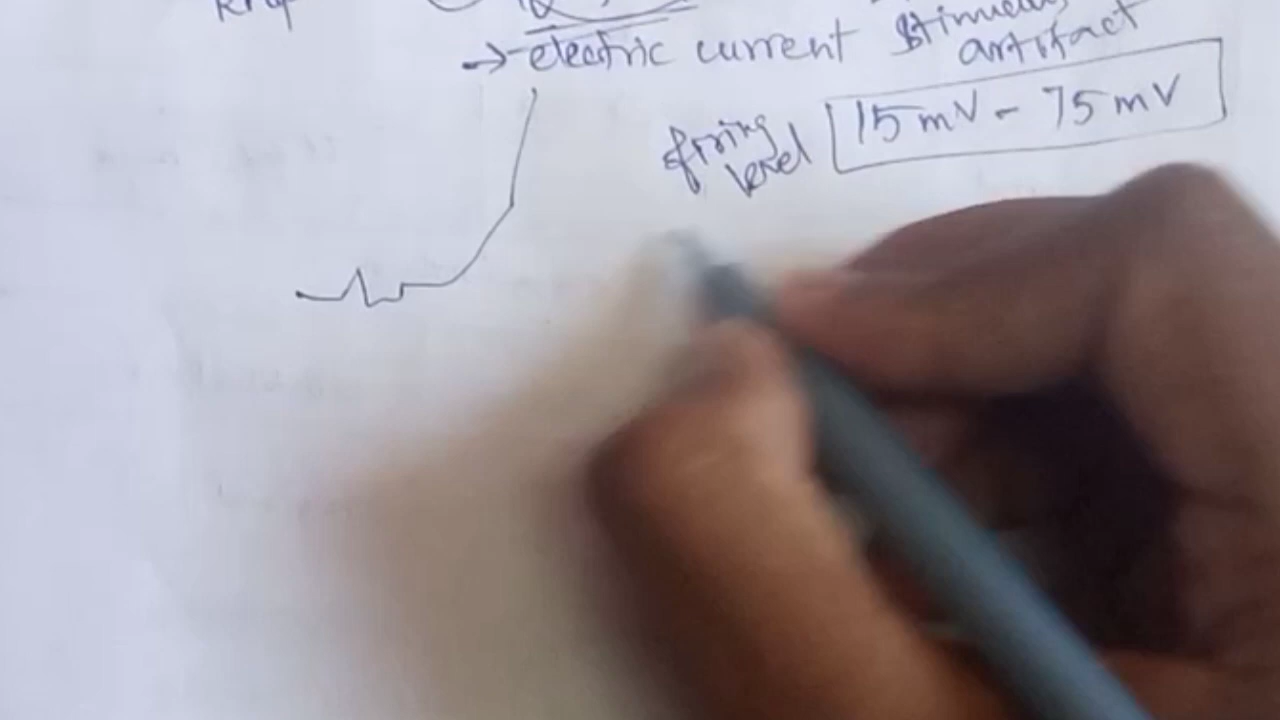 → electric current stimulus
artifact
firing
level 15 mV - 75 mV